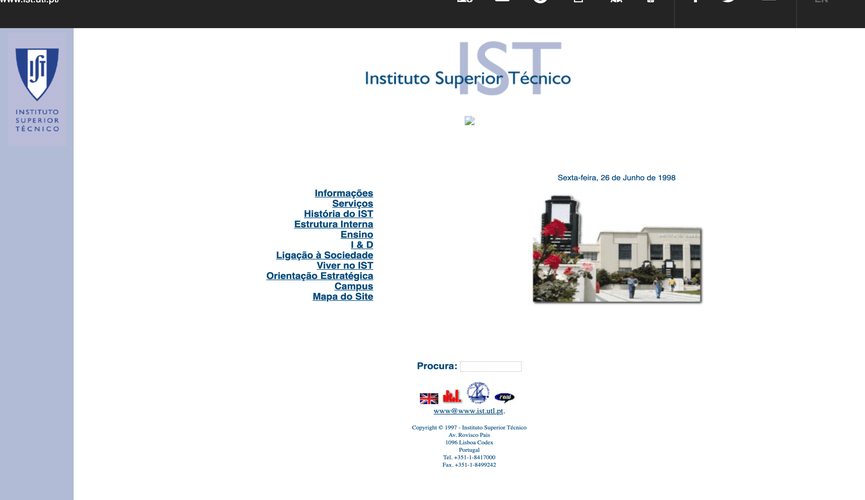 www.ist.utl.pt/
EN
INSTITUTO
SUPERIOR
TÉCNICO
IST
Instituto Superior Técnico
Sexta-feira, 26 de Junho de 1998
Informações
Serviços
História do IST
Estrutura Interna
Ensino
I & D
Ligação à Sociedade
Viver no IST
Orientação Estratégica
Campus
Mapa do Site
Procura:
real
www@www.ist.utl.pt.
Copyright © 1997 - Instituto Superior Técnico
Av. Rovisco Pais
1096 Lisboa Codex
Portugal
Tel. +351-1-8417000
Fax. +351-1-8499242